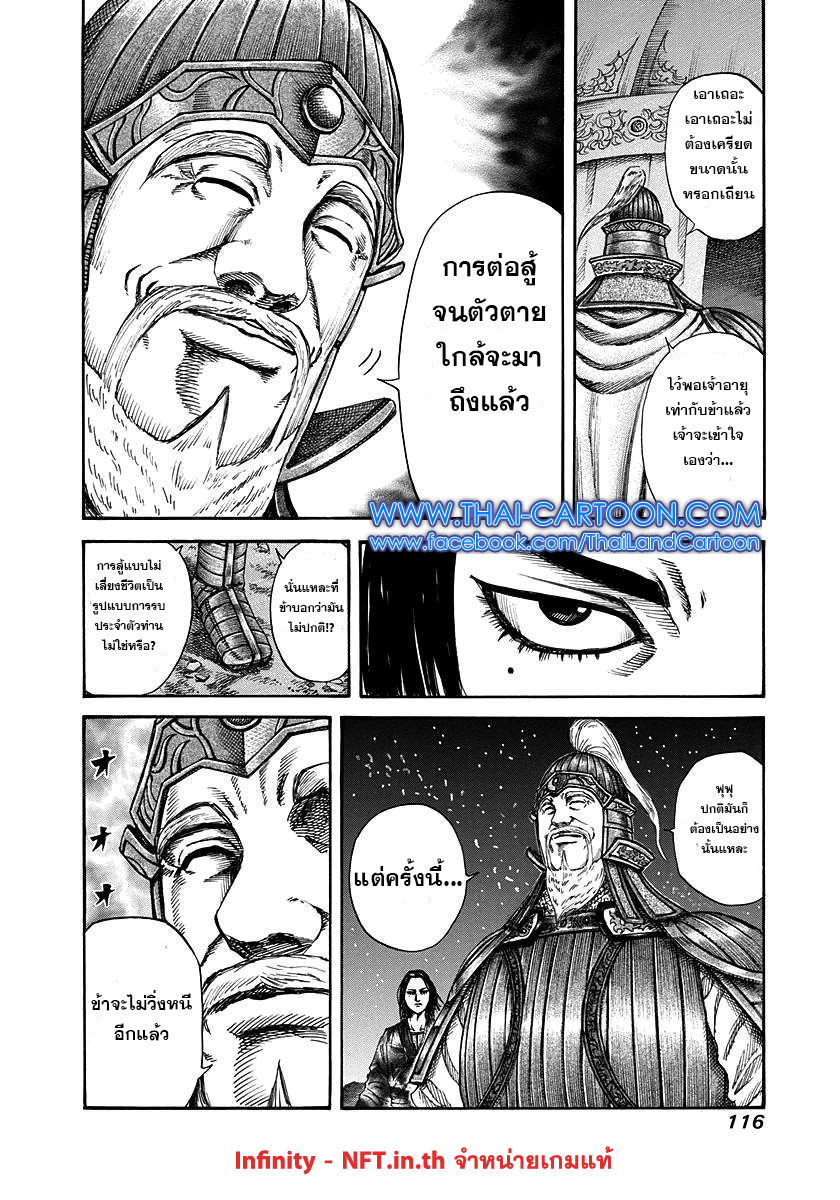 เอาเถอะ
เอาเถอะไม่
ต้องเครียด
ขนาดนั้น
หรอกเถียน
ไว้พอเจ้าอายุ
เท่ากับข้าแล้ว
เจ้าจะเข้าใจ
เองว่า...
การต่อสู้
จนตัวตาย
ใกล้จะมา
ถึงแล้ว
WWW.THAI-CARTOON.COM
www.facebook.com/ThaiLandCartoon
นั่นแหละที่
ข้าบอกว่ามัน
ไม่ปกติ!?
การสู้แบบไม่
เสี่ยงชีวิตเป็น
รูปแบบการรบ
ประจำตัวท่าน
ไม่ใช่หรือ?
ฟุฟุ
ปกติมันก็
ต้องเป็นอย่าง
นั้นแหละ
แต่ครั้งนี้...
ข้าจะไม่วิ่งหนี
อีกแล้ว
116
Infinity - NFT.in.th จำหน่ายเกมแท้